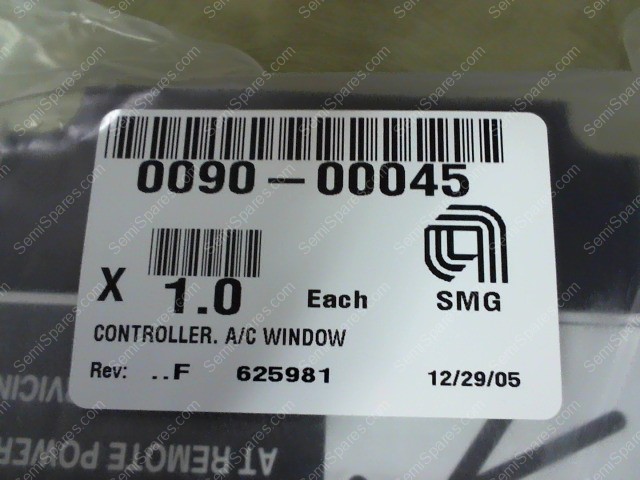 0090-00045
X 1.0 Each SMG
CONTROLLER. A/C WINDOW
Rev: ..F 625981 12/29/05
AT REMOTE POWER
SemiSpares.com